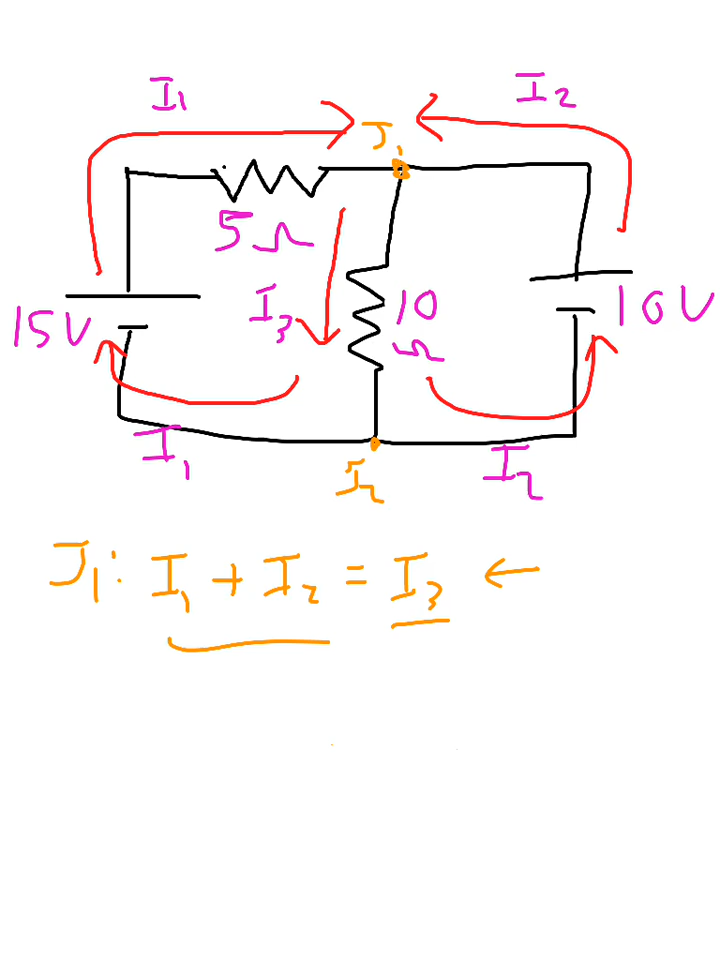 I₁
I₂
J₁
5Ω
I₃
10
Ω
15V
10V
I₁
J₂
I₂
J₁: I₁ + I₂ = I₃ ←